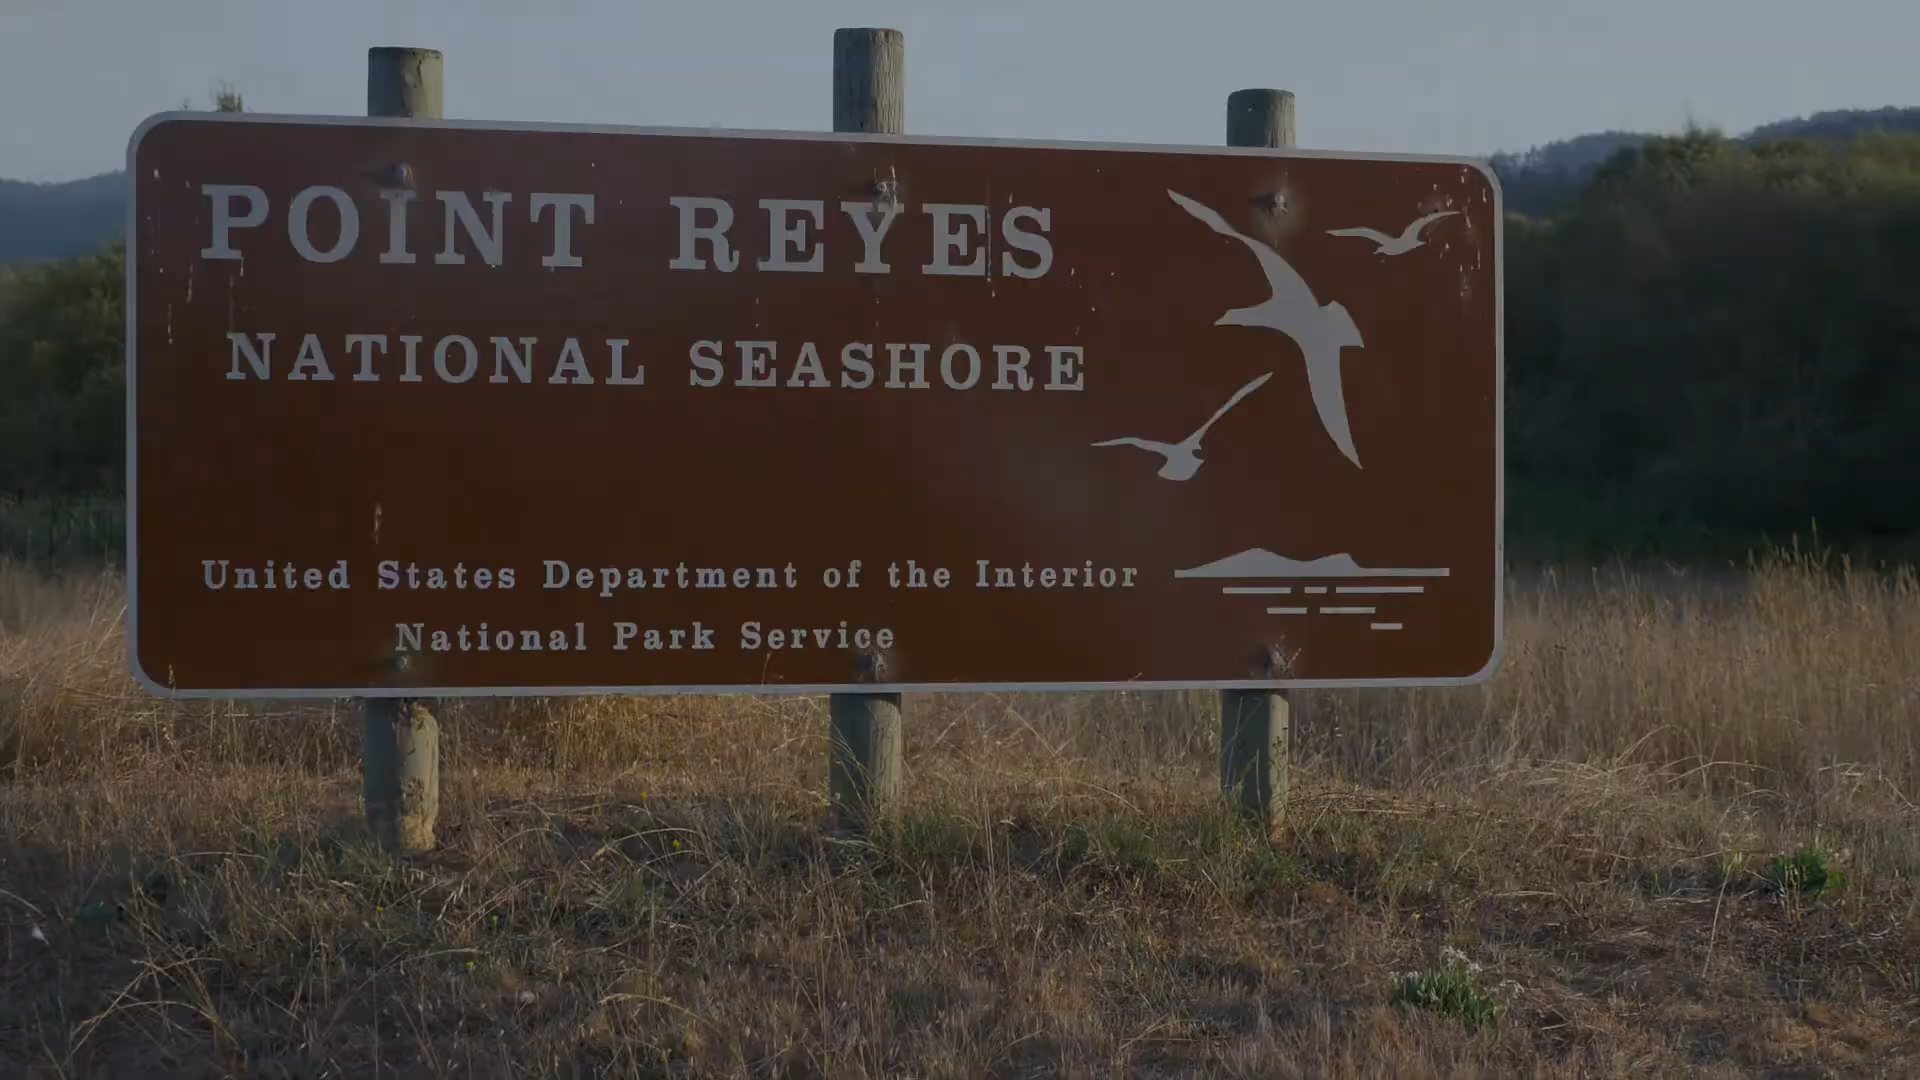 POINT REYES
NATIONAL SEASHORE
United States Department of the Interior
National Park Service